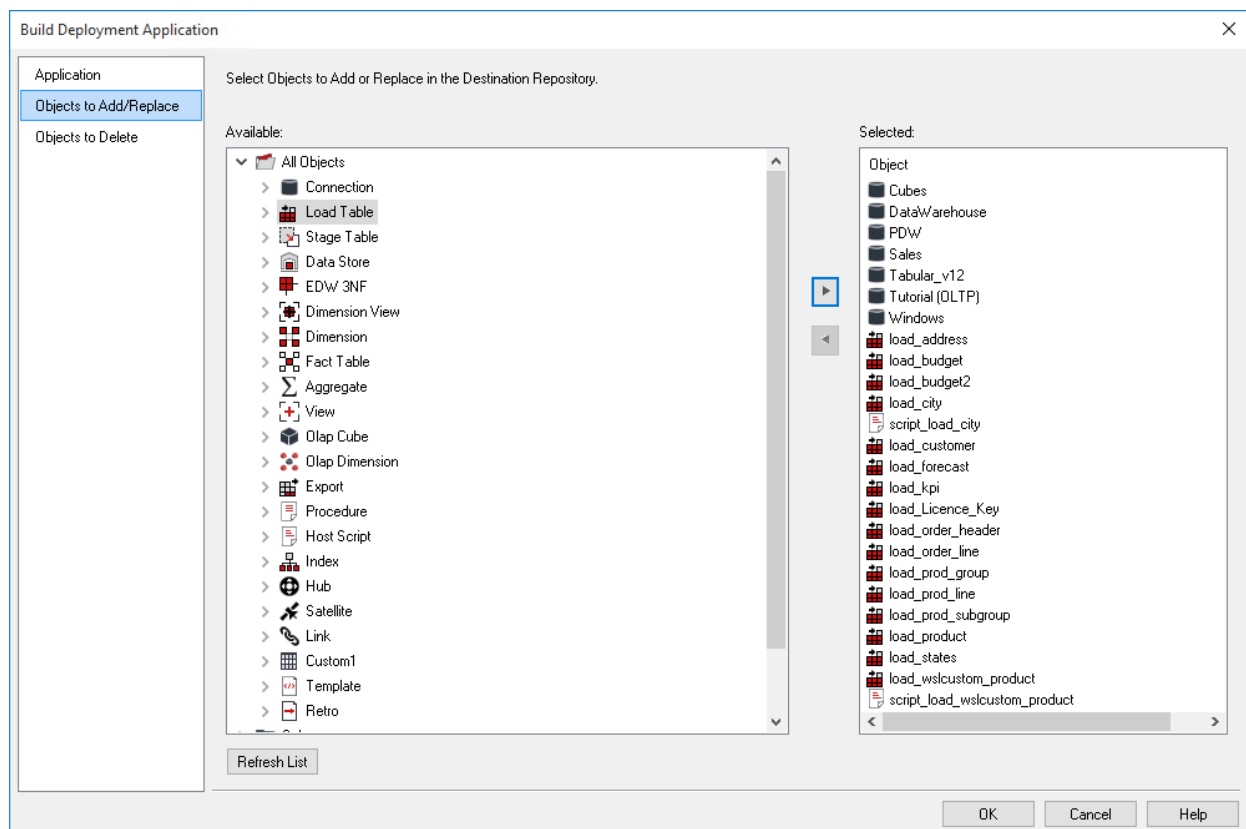 Build Deployment Application
Application
Objects to Add/Replace
Objects to Delete
Select Objects to Add or Replace in the Destination Repository.
Available:
All Objects
Connection
Load Table
Stage Table
Data Store
EDW 3NF
Dimension View
Dimension
Fact Table
Aggregate
View
Olap Cube
Olap Dimension
Export
Procedure
Host Script
Index
Hub
Satellite
Link
Custom1
Template
Retro
Refresh List
Selected:
Object
Cubes
DataWarehouse
PDW
Sales
Tabular_v12
Tutorial (OLTP)
Windows
load_address
load_budget
load_budget2
load_city
script_load_city
load_customer
load_forecast
load_kpi
load_Licence_Key
load_order_header
load_order_line
load_prod_group
load_prod_line
load_prod_subgroup
load_product
load_states
load_wslcustom_product
script_load_wslcustom_product
OK
Cancel
Help